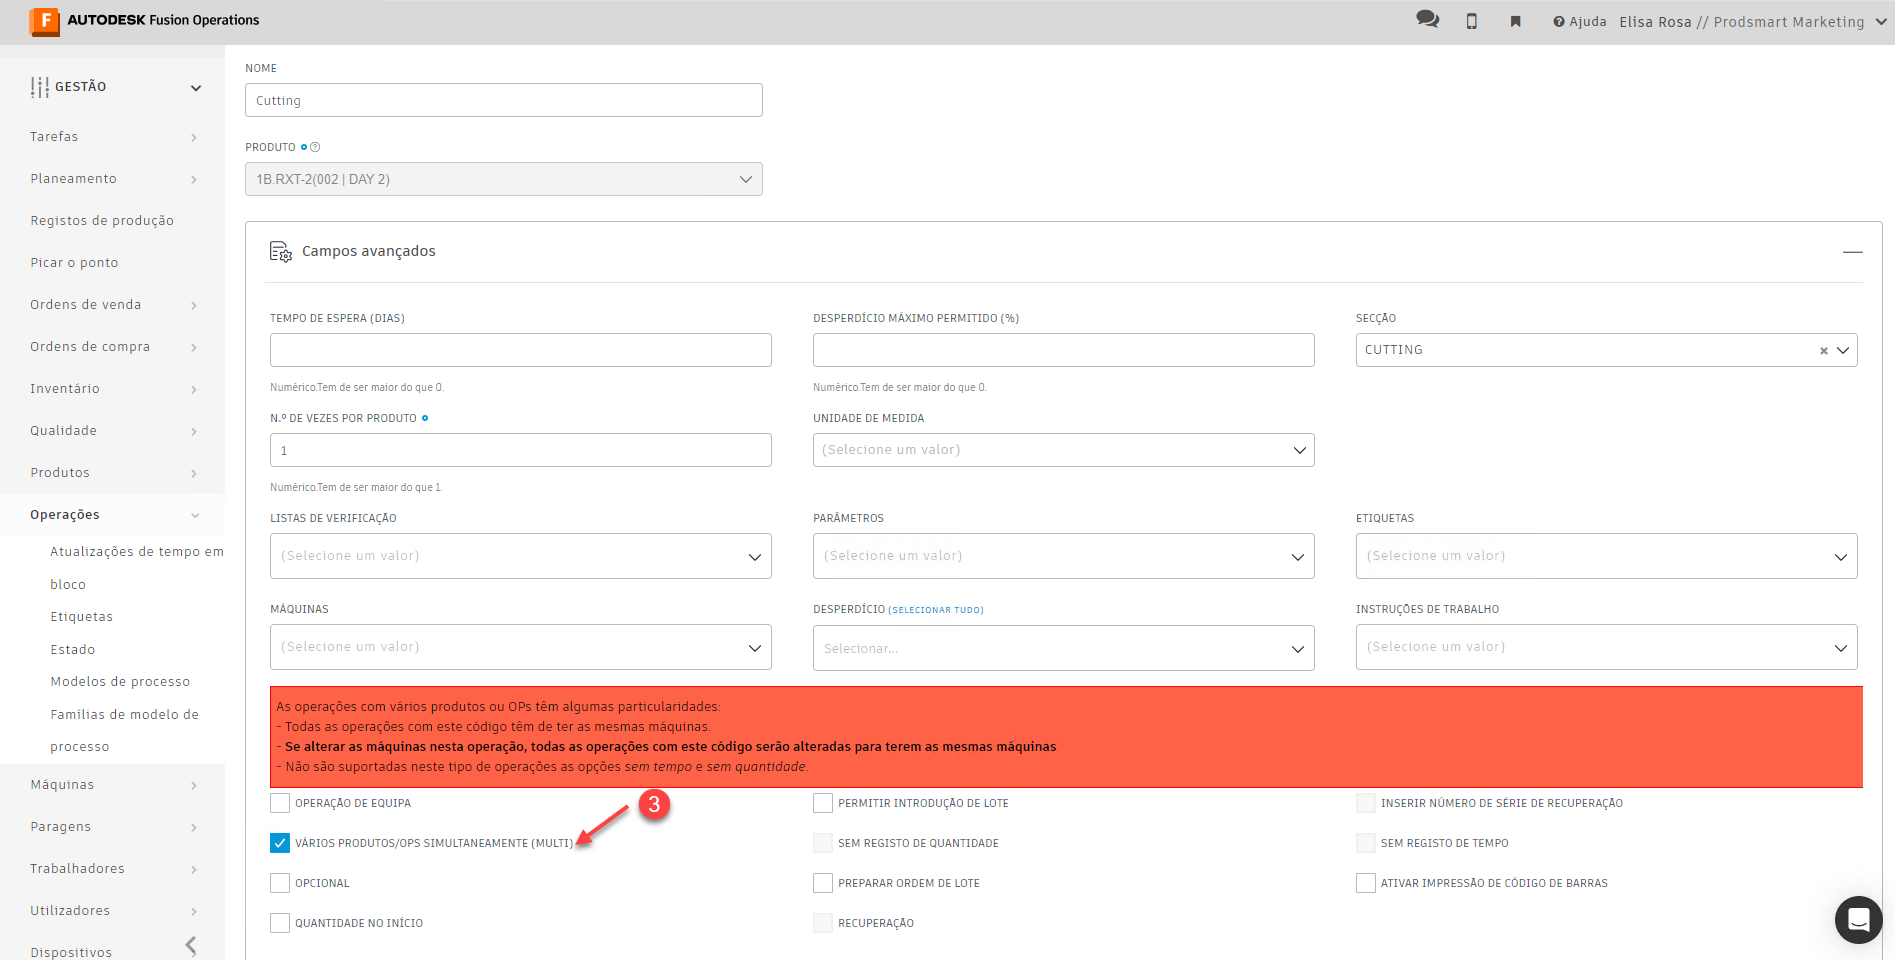 AUTODESK Fusion Operations
Ajuda
Elisa Rosa // Prodsmart Marketing
GESTÃO
Tarefas
Planeamento
Registos de produção
Picar o ponto
Ordens de venda
Ordens de compra
Inventário
Qualidade
Produtos
Operações
Atualizações de tempo em
bloco
Etiquetas
Estado
Modelos de processo
Famílias de modelo de
processo
Máquinas
Paragens
Trabalhadores
Utilizadores
Dispositivos
NOME
Cutting
PRODUTO
1B.RXT-2(002 | DAY 2)
Campos avançados
TEMPO DE ESPERA (DIAS)
DESPERDÍCIO MÁXIMO PERMITIDO (%)
SECÇÃO
CUTTING
Numérico.Tem de ser maior do que 0.
Numérico.Tem de ser maior do que 0.
N.º DE VEZES POR PRODUTO
UNIDADE DE MEDIDA
1
(Selecione um valor)
Numérico.Tem de ser maior do que 1.
LISTAS DE VERIFICAÇÃO
PARÂMETROS
ETIQUETAS
(Selecione um valor)
(Selecione um valor)
(Selecione um valor)
MÁQUINAS
DESPERDÍCIO (SELECIONAR TUDO)
INSTRUÇÕES DE TRABALHO
(Selecione um valor)
Selecionar...
(Selecione um valor)
As operações com vários produtos ou OPs têm algumas particularidades:
- Todas as operações com este código têm de ter as mesmas máquinas.
- Se alterar as máquinas nesta operação, todas as operações com este código serão alteradas para terem as mesmas máquinas
- Não são suportadas neste tipo de operações as opções sem tempo e sem quantidade.
OPERAÇÃO DE EQUIPA
3
PERMITIR INTRODUÇÃO DE LOTE
INSERIR NÚMERO DE SÉRIE DE RECUPERAÇÃO
VÁRIOS PRODUTOS/OPS SIMULTANEAMENTE (MULTI)
SEM REGISTO DE QUANTIDADE
SEM REGISTO DE TEMPO
OPCIONAL
PREPARAR ORDEM DE LOTE
ATIVAR IMPRESSÃO DE CÓDIGO DE BARRAS
QUANTIDADE NO INÍCIO
RECUPERAÇÃO